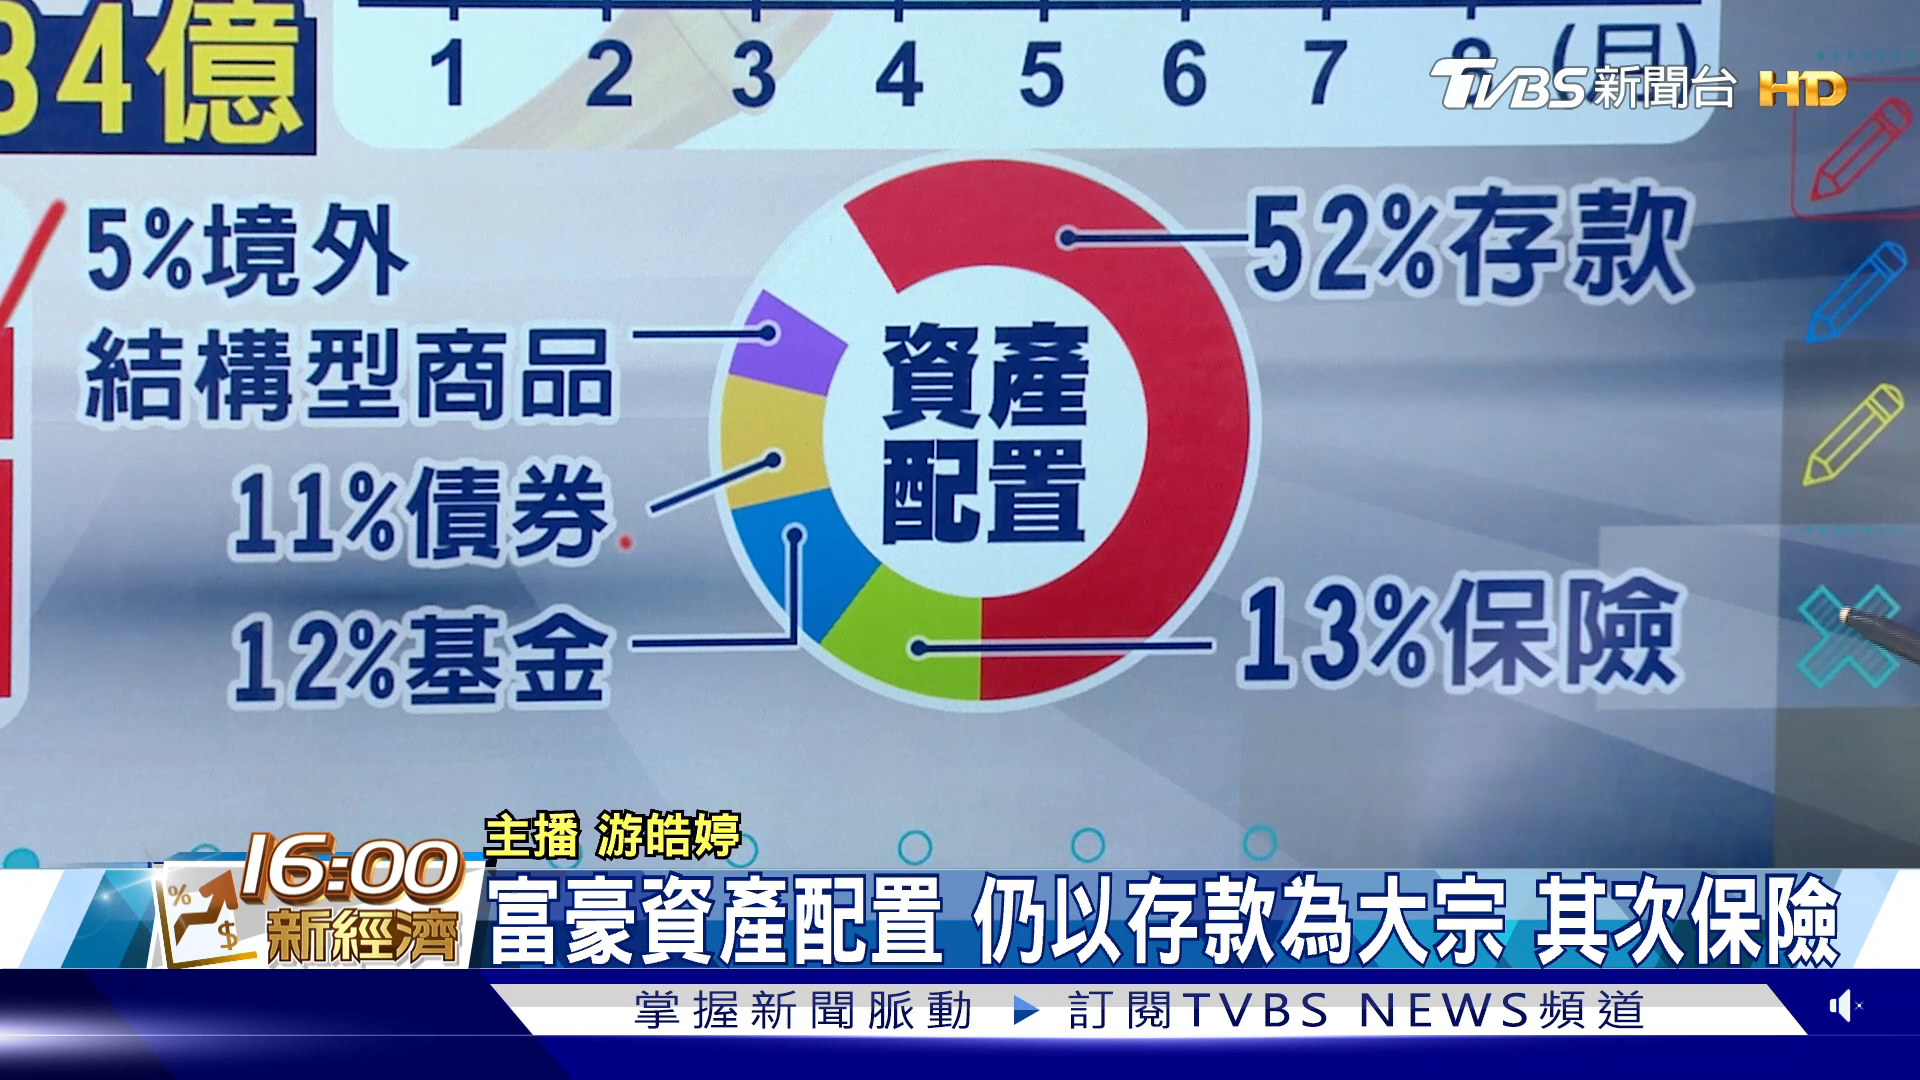 34億
1 2 3 4 5 6 7 8 (月)
TVBS新聞台 HD
5%境外
結構型商品
11%債券
12%基金
資產
配置
52%存款
13%保險
主播 游皓婷
16:00
新經濟
%
$
富豪資產配置 仍以存款為大宗 其次保險
掌握新聞脈動 ▶ 訂閱TVBS NEWS頻道